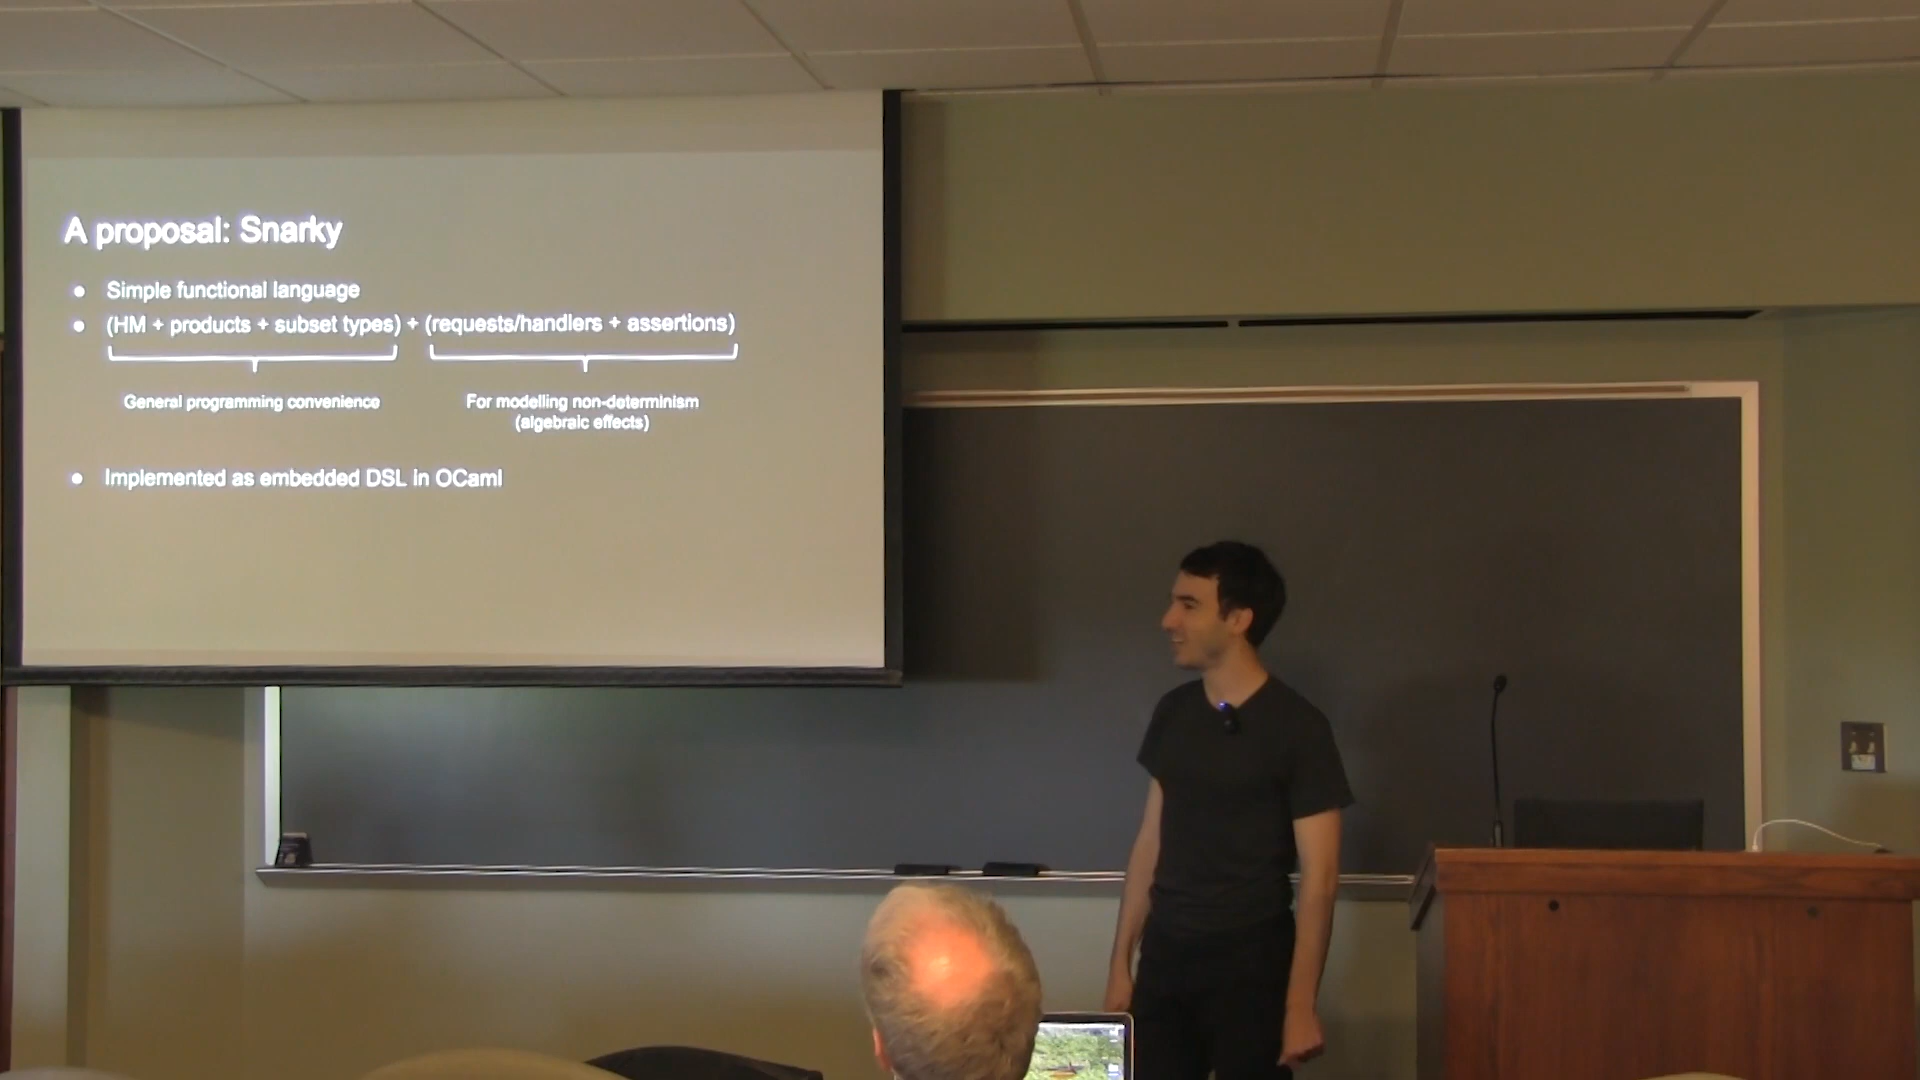 A proposal: Snarky
● Simple functional language
● (HM + products + subset types) + (requests/handlers + assertions)
General programming convenience
For modelling non-determinism
(algebraic effects)
● Implemented as embedded DSL in OCaml